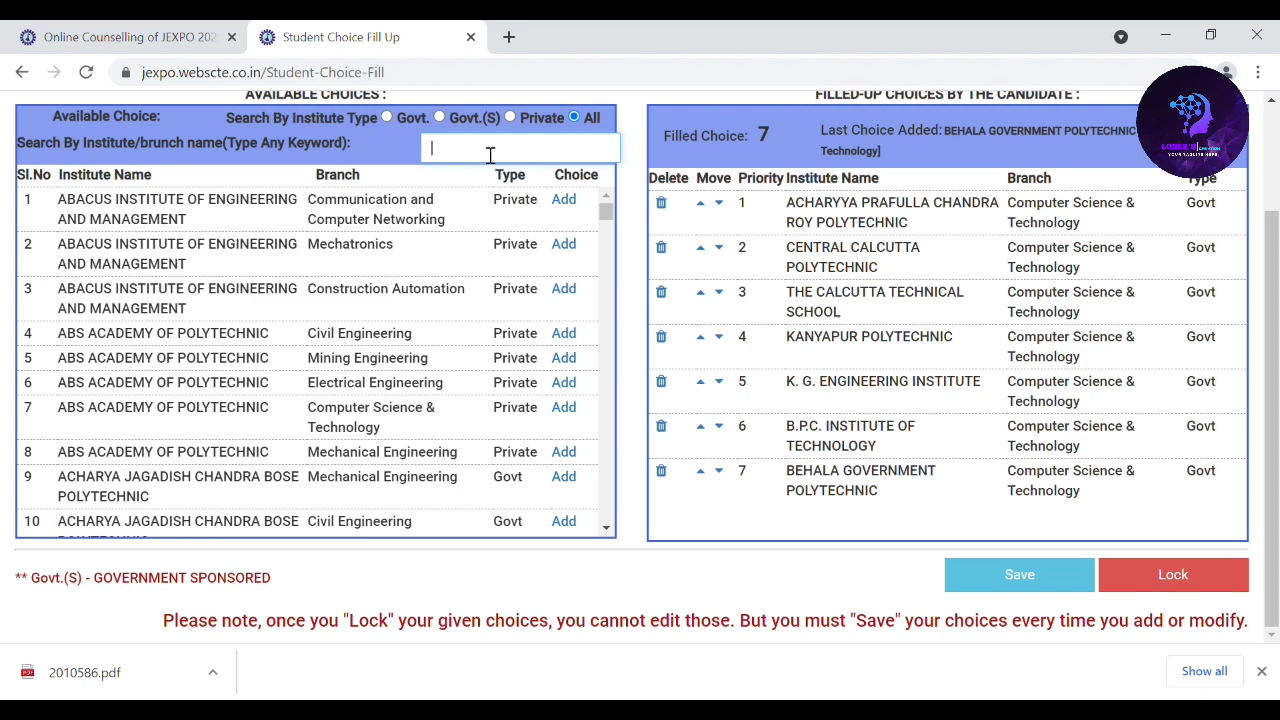 Online Counselling of JEXPO 202
Student Choice Fill Up
jexpo.webscte.co.in/Student-Choice-Fill
AVAILABLE CHOICES :
FILLED-UP CHOICES BY THE CANDIDATE :
Available Choice: Search By Institute Type Govt. Govt.(S) Private All
Search By Institute/brunch name(Type Any Keyword):
Sl.No Institute Name Branch Type Choice
1 ABACUS INSTITUTE OF ENGINEERING Communication and Private Add
AND MANAGEMENT Computer Networking
2 ABACUS INSTITUTE OF ENGINEERING Mechatronics Private Add
AND MANAGEMENT
3 ABACUS INSTITUTE OF ENGINEERING Construction Automation Private Add
AND MANAGEMENT
4 ABS ACADEMY OF POLYTECHNIC Civil Engineering Private Add
5 ABS ACADEMY OF POLYTECHNIC Mining Engineering Private Add
6 ABS ACADEMY OF POLYTECHNIC Electrical Engineering Private Add
7 ABS ACADEMY OF POLYTECHNIC Computer Science & Private Add
Technology
8 ABS ACADEMY OF POLYTECHNIC Mechanical Engineering Private Add
9 ACHARYA JAGADISH CHANDRA BOSE Mechanical Engineering Govt Add
POLYTECHNIC
10 ACHARYA JAGADISH CHANDRA BOSE Civil Engineering Govt Add
Filled Choice: 7 Last Choice Added: BEHALA GOVERNMENT POLYTECHNIC
Technology]
Delete Move Priority Institute Name Branch Type
1 ACHARYYA PRAFULLA CHANDRA Computer Science & Govt
ROY POLYTECHNIC Technology
2 CENTRAL CALCUTTA Computer Science & Govt
POLYTECHNIC Technology
3 THE CALCUTTA TECHNICAL Computer Science & Govt
SCHOOL Technology
4 KANYAPUR POLYTECHNIC Computer Science & Govt
Technology
5 K. G. ENGINEERING INSTITUTE Computer Science & Govt
Technology
6 B.P.C. INSTITUTE OF Computer Science & Govt
TECHNOLOGY Technology
7 BEHALA GOVERNMENT Computer Science & Govt
POLYTECHNIC Technology
** Govt.(S) - GOVERNMENT SPONSORED
Save
Lock
Please note, once you "Lock" your given choices, you cannot edit those. But you must "Save" your choices every time you add or modify.
2010586.pdf
Show all
YOUR TAGLINE HERE